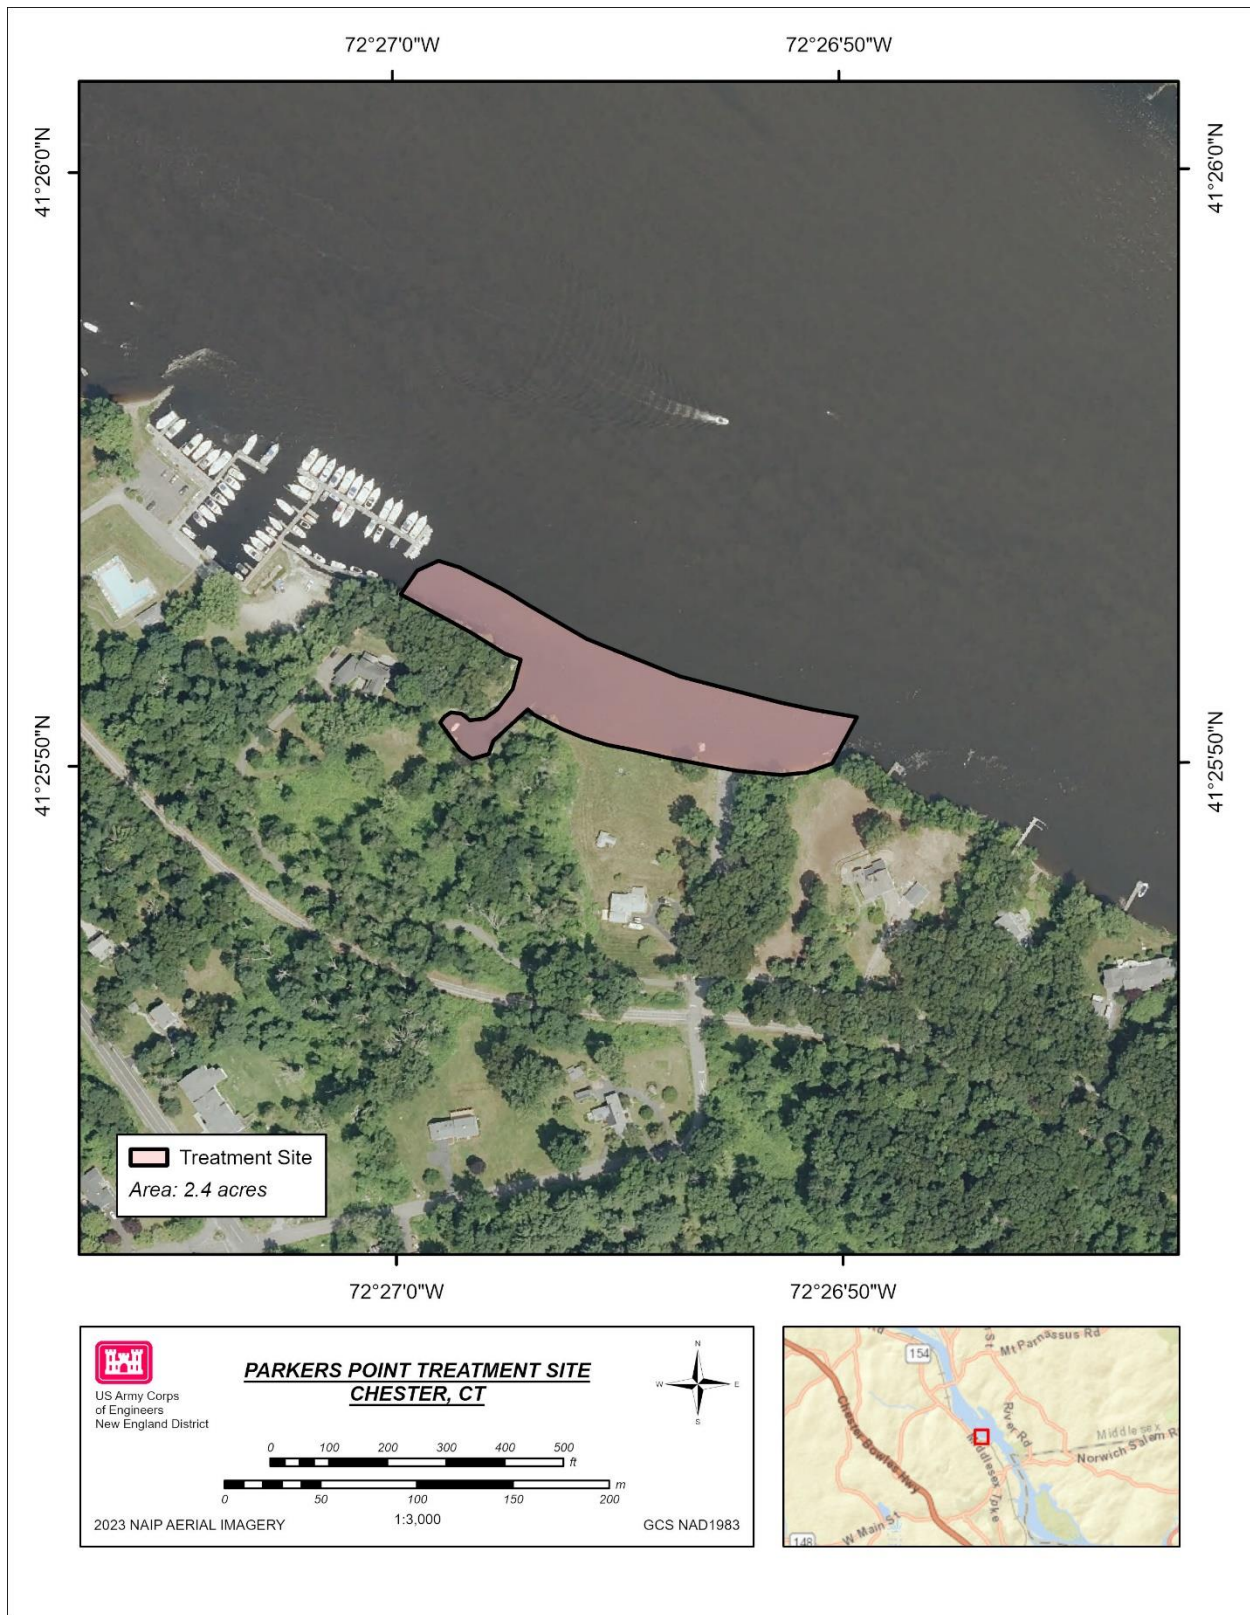 72°27'0"W 72°26'50"W
41°26'0"N 41°26'0"N
41°25'50"N 41°25'50"N
Treatment Site
Area: 2.4 acres
72°27'0"W 72°26'50"W
US Army Corps
of Engineers
New England District
PARKERS POINT TREATMENT SITE
CHESTER, CT
N
W E
S
0 100 200 300 400 500
ft
m
0 50 100 150 200
2023 NAIP AERIAL IMAGERY
1:3,000
GCS NAD1983
Rd
154
St
Mt Parnassus Rd
River Rd
Middlesex
Norwich Salem R
Chester Bowles Hwy
Middlesex Tpke
W Main St
148